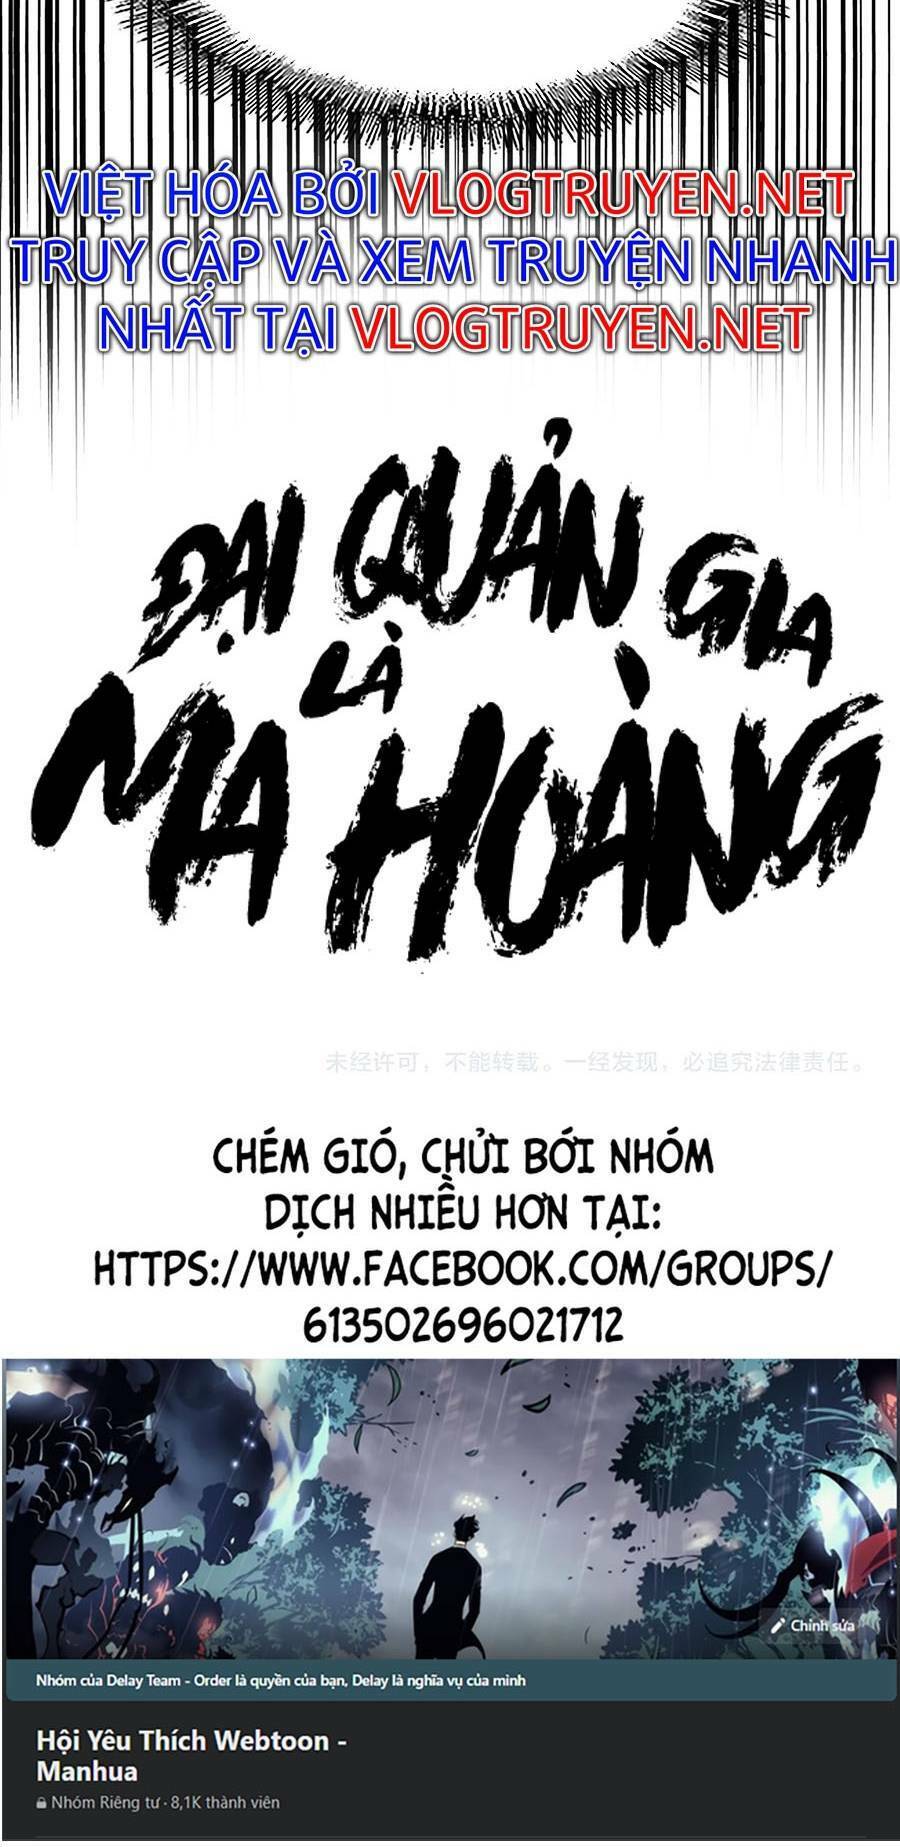 VIỆT HÓA BỞI VLOGTRUYEN.NET
TRUY CẬP VÀ XEM TRUYỆN NHANH
NHẤT TẠI VLOGTRUYEN.NET
ĐẠI QUẢN GIA
LÀ
MA HOÀNG
未经许可，不能转载。一经发现，必追究法律责任。
CHÉM GIÓ, CHỬI BỚI NHÓM
DỊCH NHIỀU HƠN TẠI:
HTTPS://WWW.FACEBOOK.COM/GROUPS/
613502696021712
Chỉnh sửa
Nhóm của Delay Team - Order là quyền của bạn, Delay là nghĩa vụ của mình
Hội Yêu Thích Webtoon -
Manhua
Nhóm Riêng tư · 8,1K thành viên